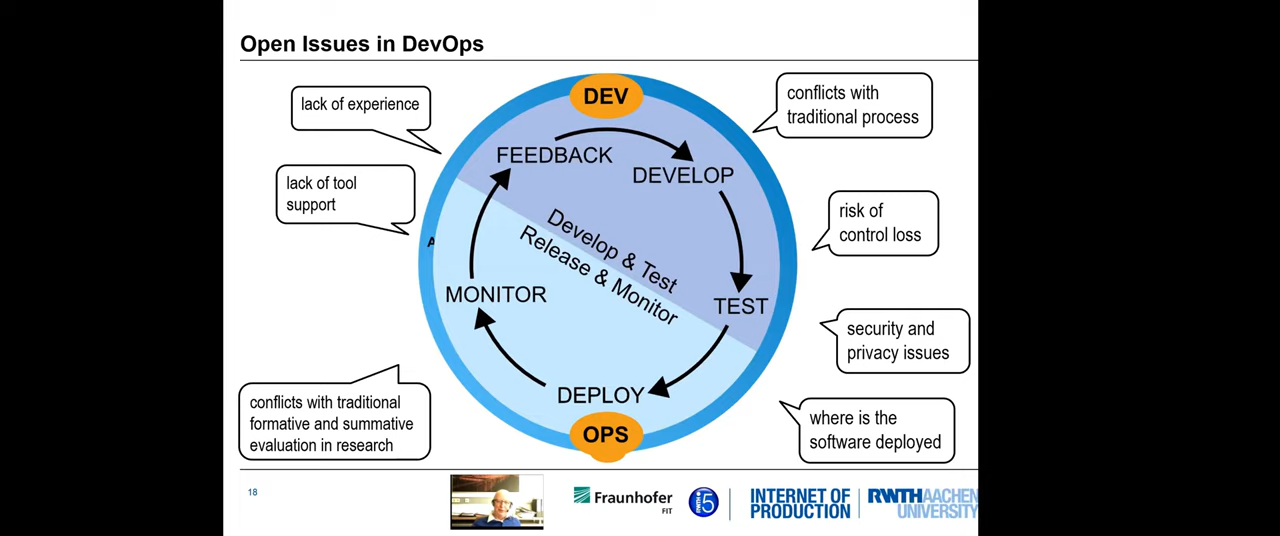 Open Issues in DevOps
lack of experience
lack of tool
support
conflicts with traditional
formative and summative
evaluation in research
DEV
FEEDBACK
DEVELOP
Develop & Test
Release & Monitor
MONITOR
TEST
DEPLOY
OPS
A
conflicts with
traditional process
risk of
control loss
security and
privacy issues
where is the
software deployed
18
Fraunhofer
FIT
i5
INTERNET OF
PRODUCTION
RWTHAACHEN
UNIVERSITY